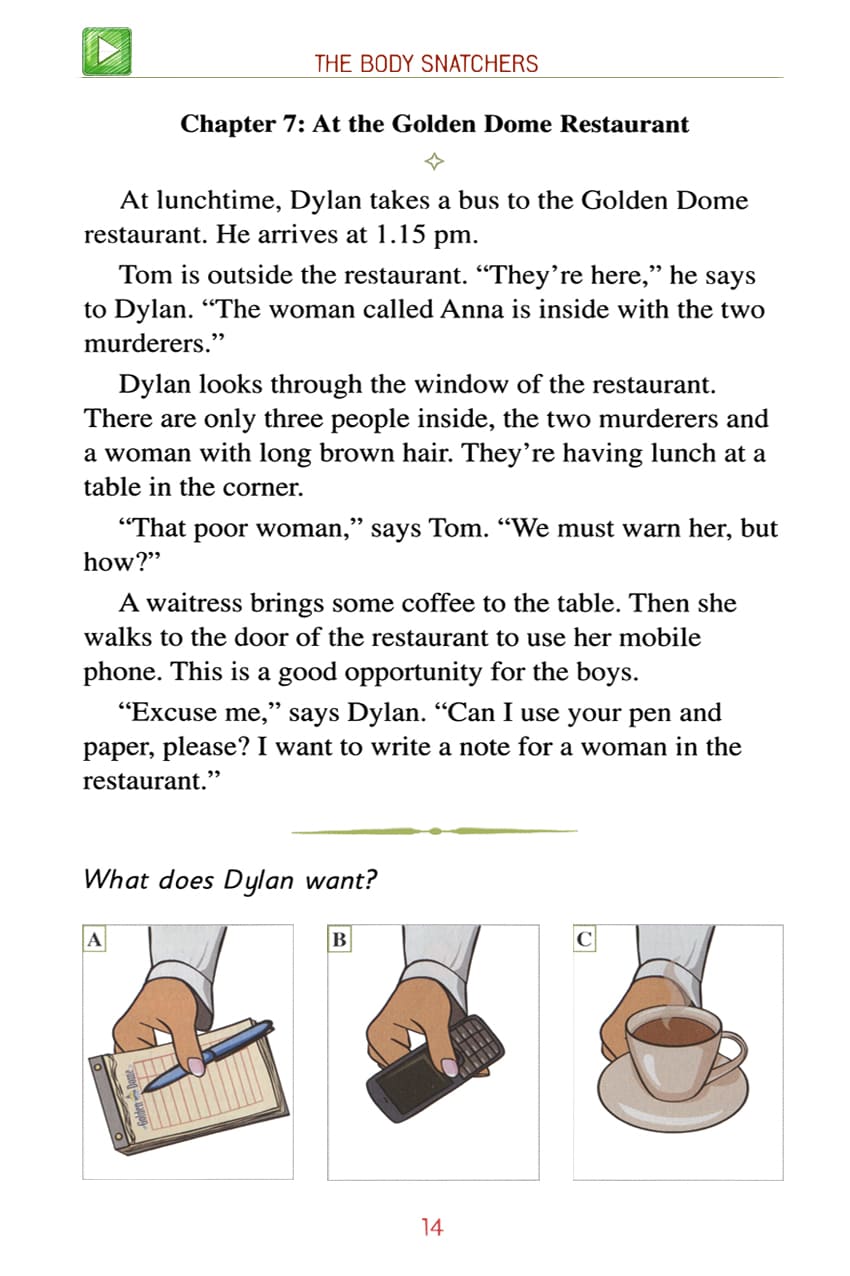 THE BODY SNATCHERS
Chapter 7: At the Golden Dome Restaurant
At lunchtime, Dylan takes a bus to the Golden Dome
restaurant. He arrives at 1.15 pm.
Tom is outside the restaurant. “They’re here,” he says
to Dylan. “The woman called Anna is inside with the two
murderers.”
Dylan looks through the window of the restaurant.
There are only three people inside, the two murderers and
a woman with long brown hair. They’re having lunch at a
table in the corner.
“That poor woman,” says Tom. “We must warn her, but
how?”
A waitress brings some coffee to the table. Then she
walks to the door of the restaurant to use her mobile
phone. This is a good opportunity for the boys.
“Excuse me,” says Dylan. “Can I use your pen and
paper, please? I want to write a note for a woman in the
restaurant.”
What does Dylan want?
A
B
C
Golden Dome
14